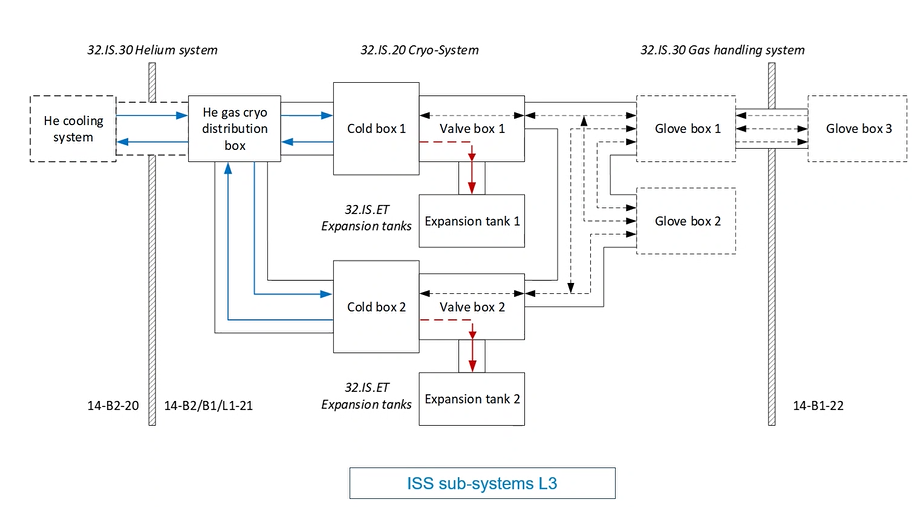 32.IS.30 Helium system
32.IS.20 Cryo-System
32.IS.30 Gas handling system
He cooling
system
He gas cryo
distribution
box
Cold box 1
Valve box 1
Glove box 1
Glove box 3
32.IS.ET
Expansion tanks
Expansion tank 1
Glove box 2
Cold box 2
Valve box 2
32.IS.ET
Expansion tanks
Expansion tank 2
14-B2-20
14-B2/B1/L1-21
14-B1-22
ISS sub-systems L3